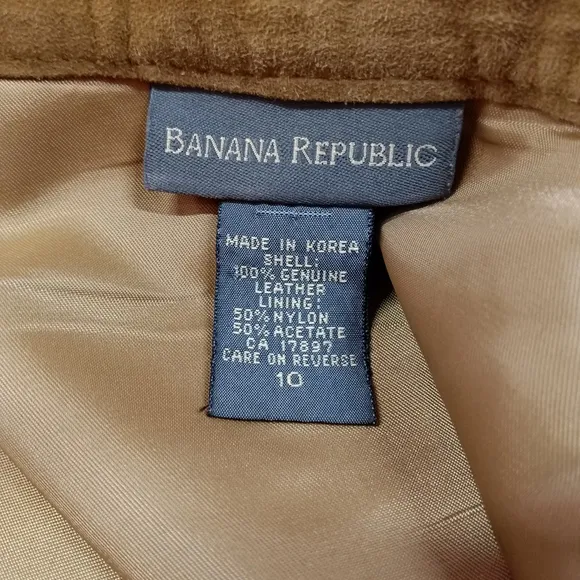 BANANA REPUBLIC
MADE IN KOREA
SHELL:
100% GENUINE
LEATHER
LINING:
50% NYLON
50% ACETATE
CA 17897
CARE ON REVERSE
10